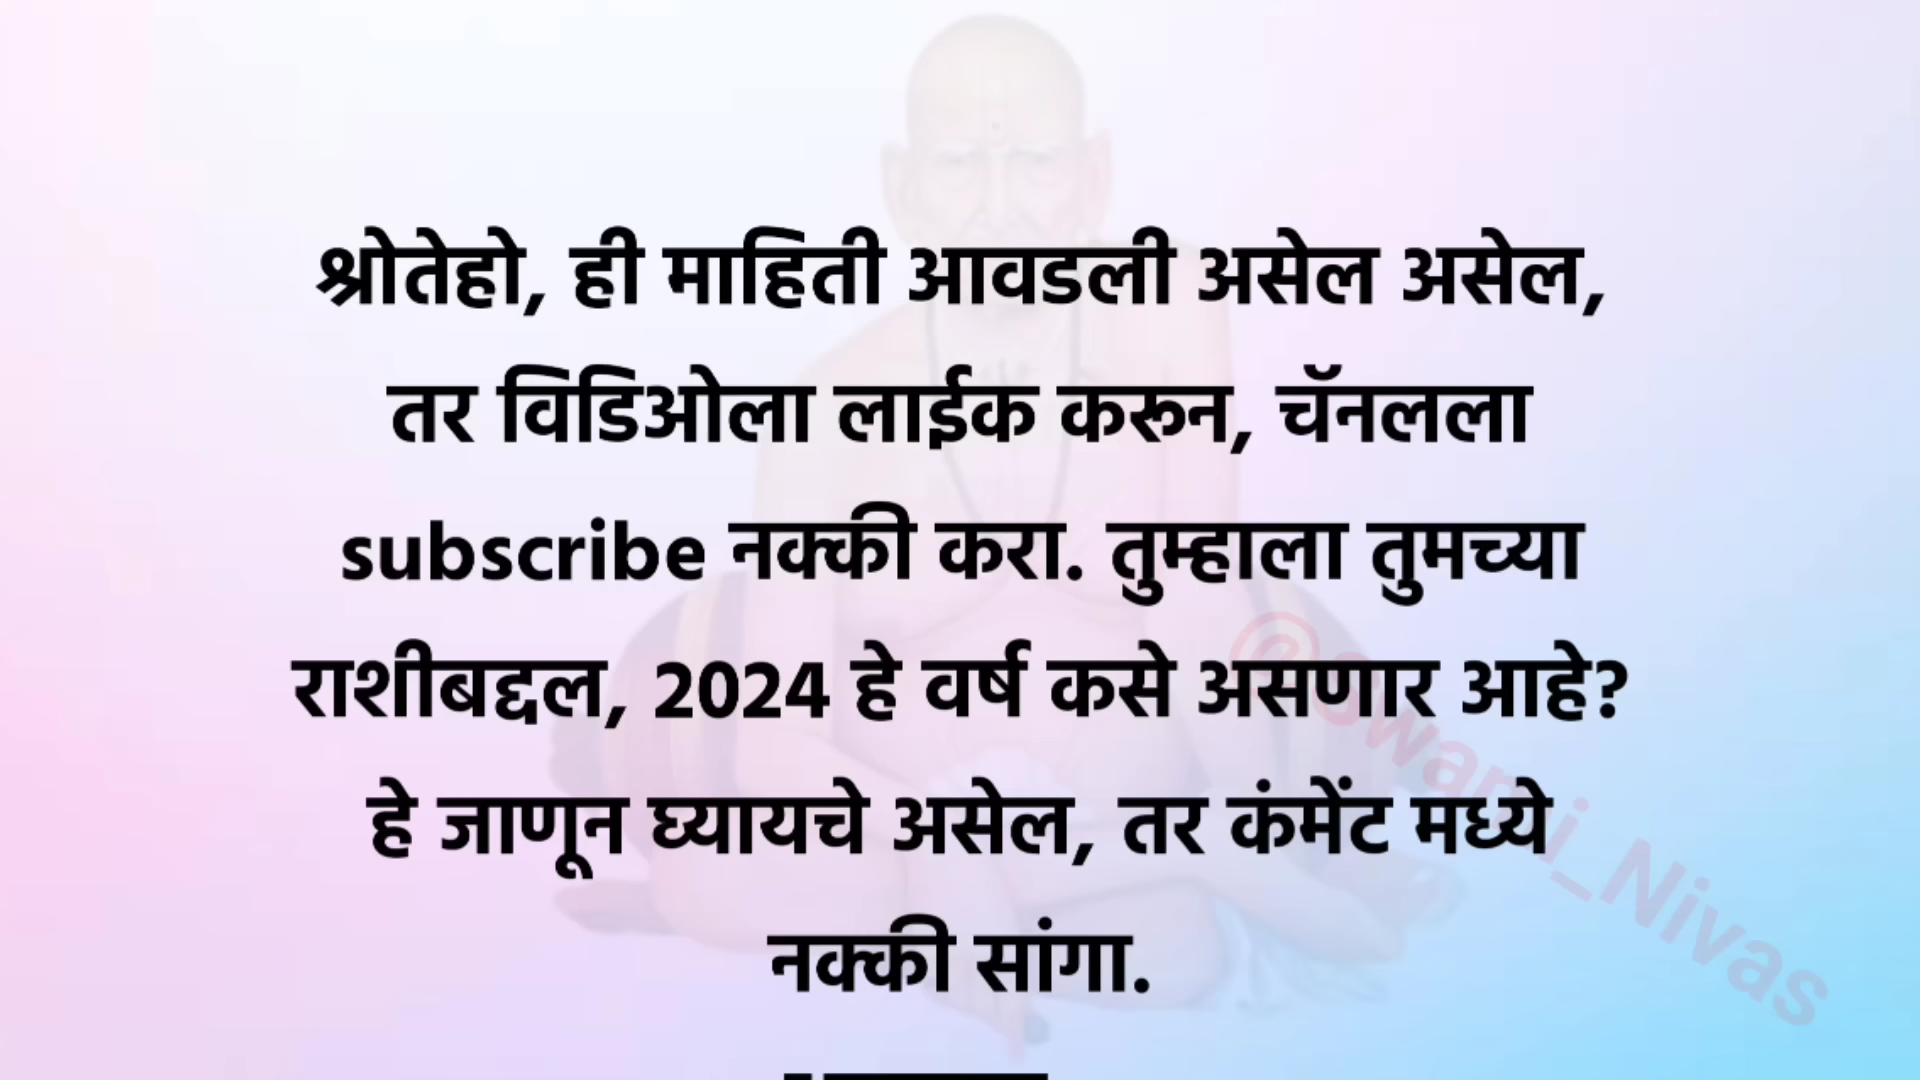 श्रोतेहो, ही माहिती आवडली असेल असेल,
तर विडिओला लाईक करून, चॅनलला
subscribe नक्की करा. तुम्हाला तुमच्या
राशीबद्दल, 2024 हे वर्ष कसे असणार आहे?
हे जाणून घ्यायचे असेल, तर कंमेंट मध्ये
नक्की सांगा.
@Swami_Nivas